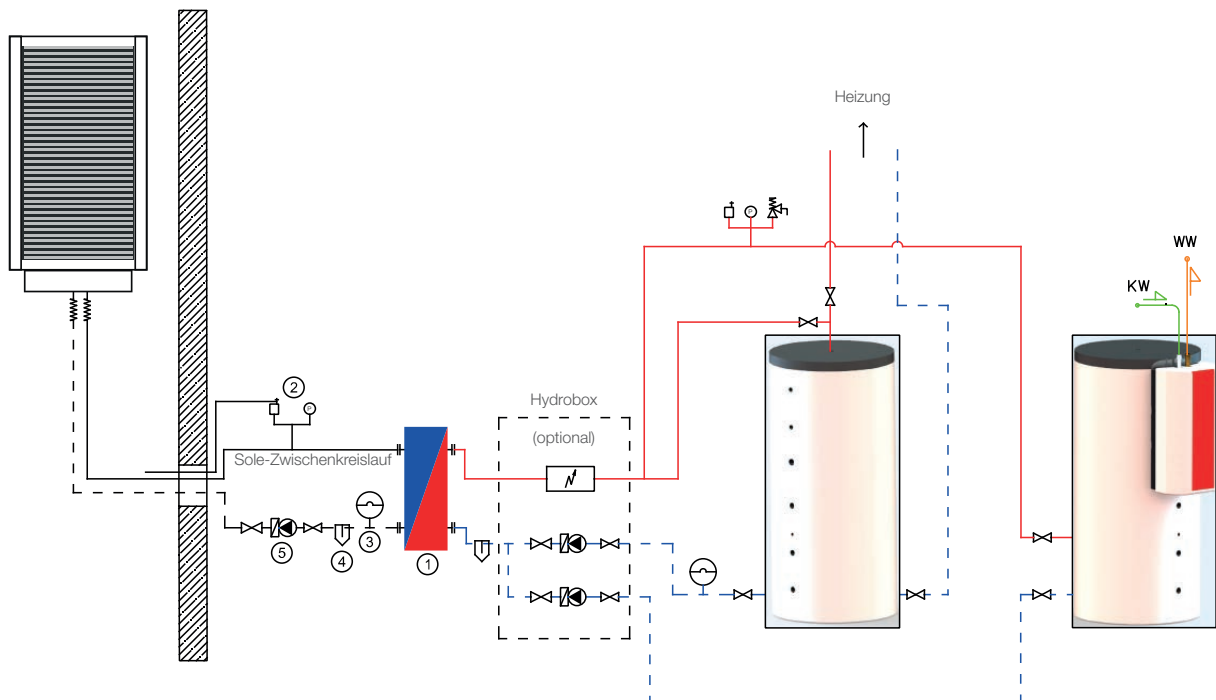 Heizung
P
WW
KW
2
P
Hydrobox
(optional)
Sole-Zwischenkreislauf
3
5
4
1